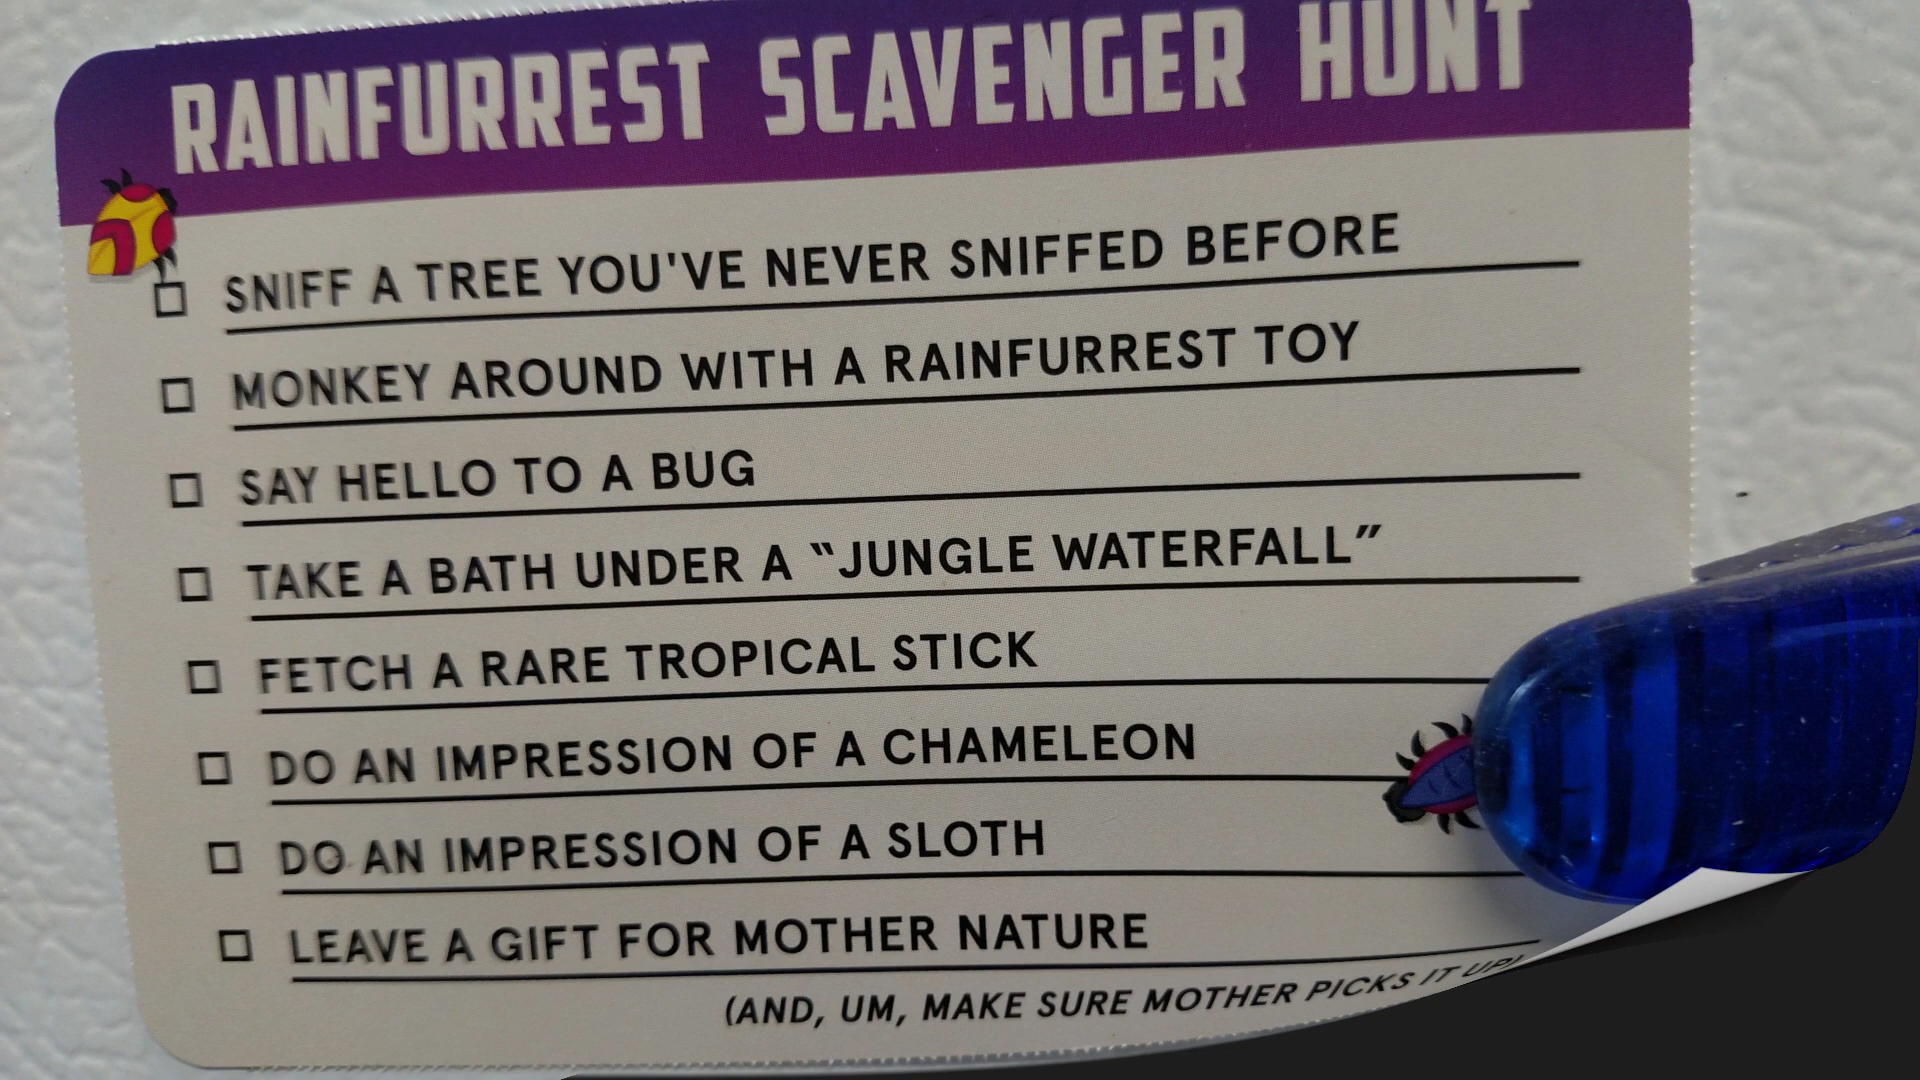 RAINFURREST SCAVENGER HUNT
SNIFF A TREE YOU'VE NEVER SNIFFED BEFORE
MONKEY AROUND WITH A RAINFURREST TOY
SAY HELLO TO A BUG
TAKE A BATH UNDER A “JUNGLE WATERFALL”
FETCH A RARE TROPICAL STICK
DO AN IMPRESSION OF A CHAMELEON
DO AN IMPRESSION OF A SLOTH
LEAVE A GIFT FOR MOTHER NATURE
(AND, UM, MAKE SURE MOTHER PICKS IT UP)